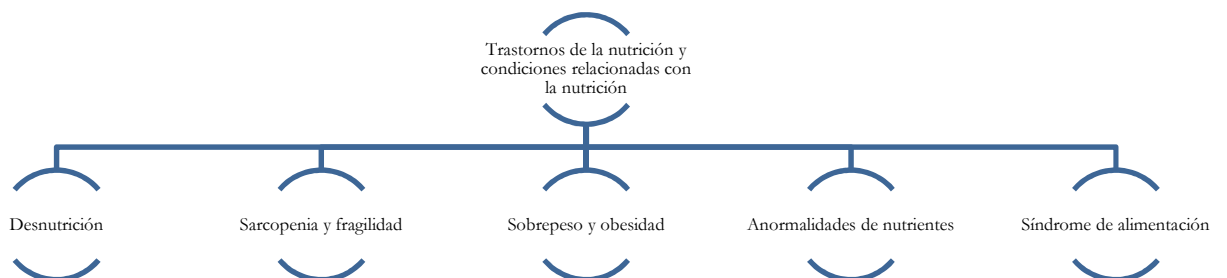 Trastornos de la nutrición y
condiciones relacionadas con
la nutrición
Desnutrición
Sarcopenia y fragilidad
Sobrepeso y obesidad
Anormalidades de nutrientes
Síndrome de alimentación